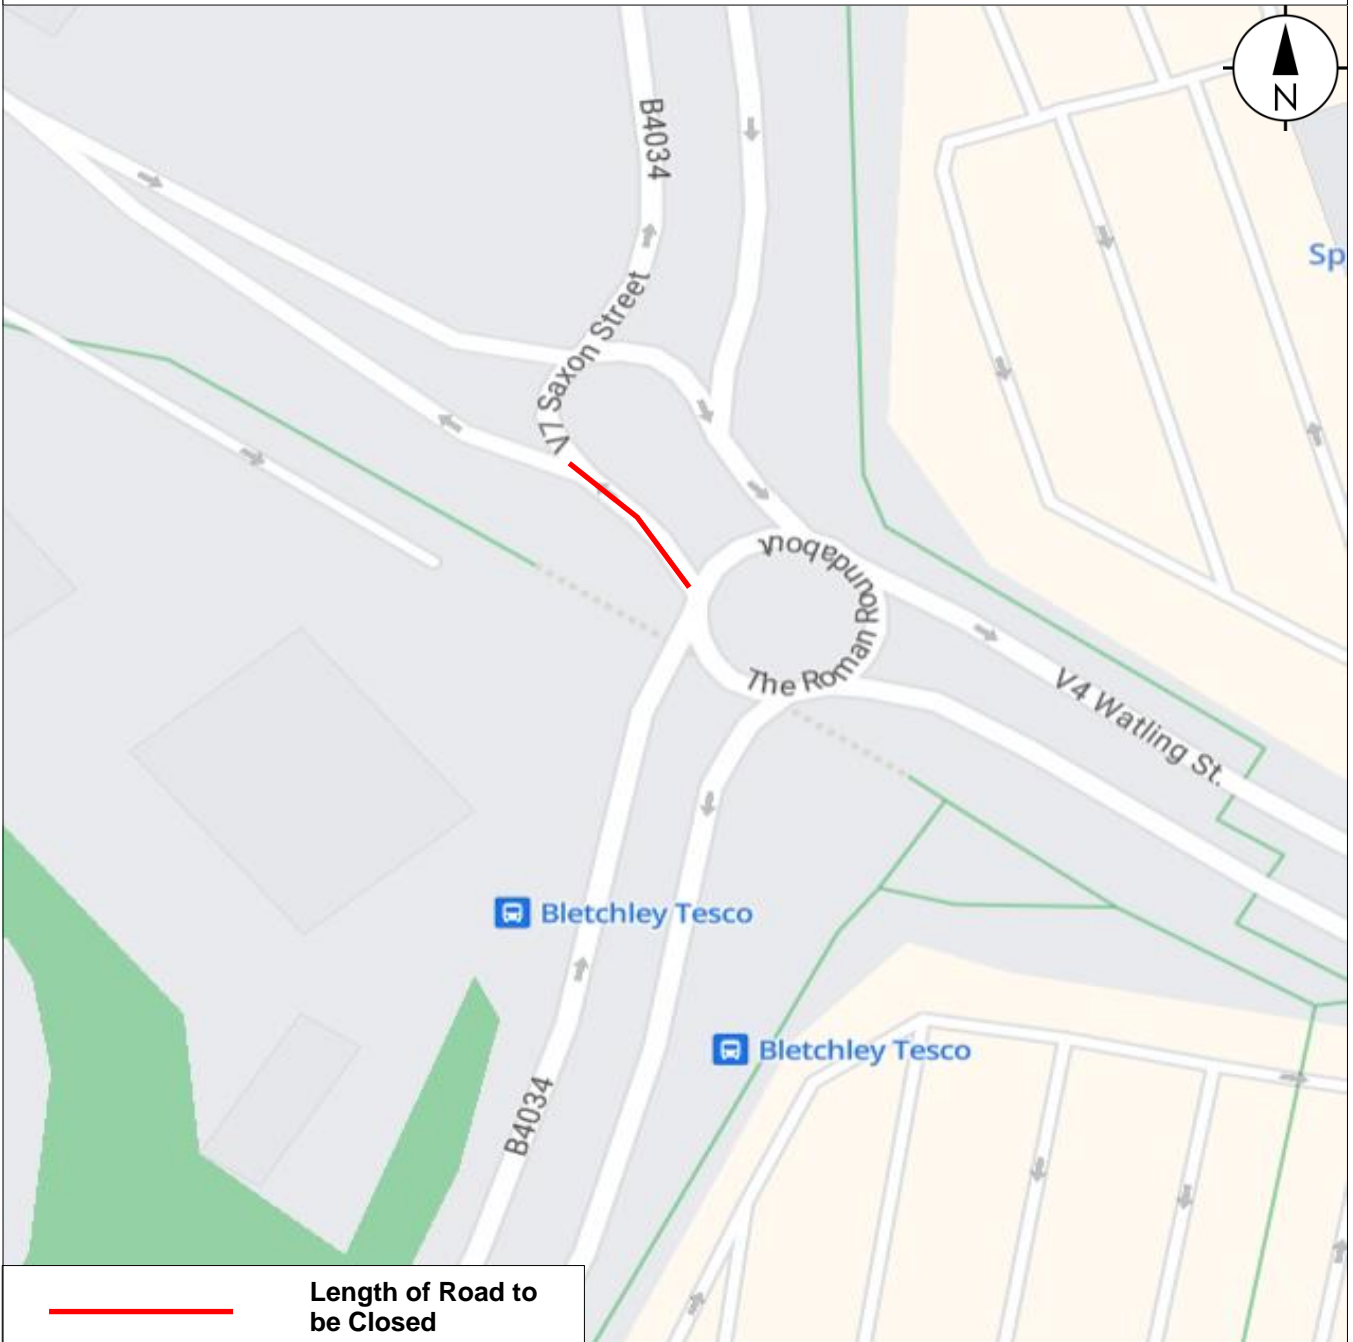 N
B4034
Sp
V7 Saxon Street
The Roman Roundabout
V4 Watling St.
Bletchley Tesco
Bletchley Tesco
B4034
Length of Road to
be Closed